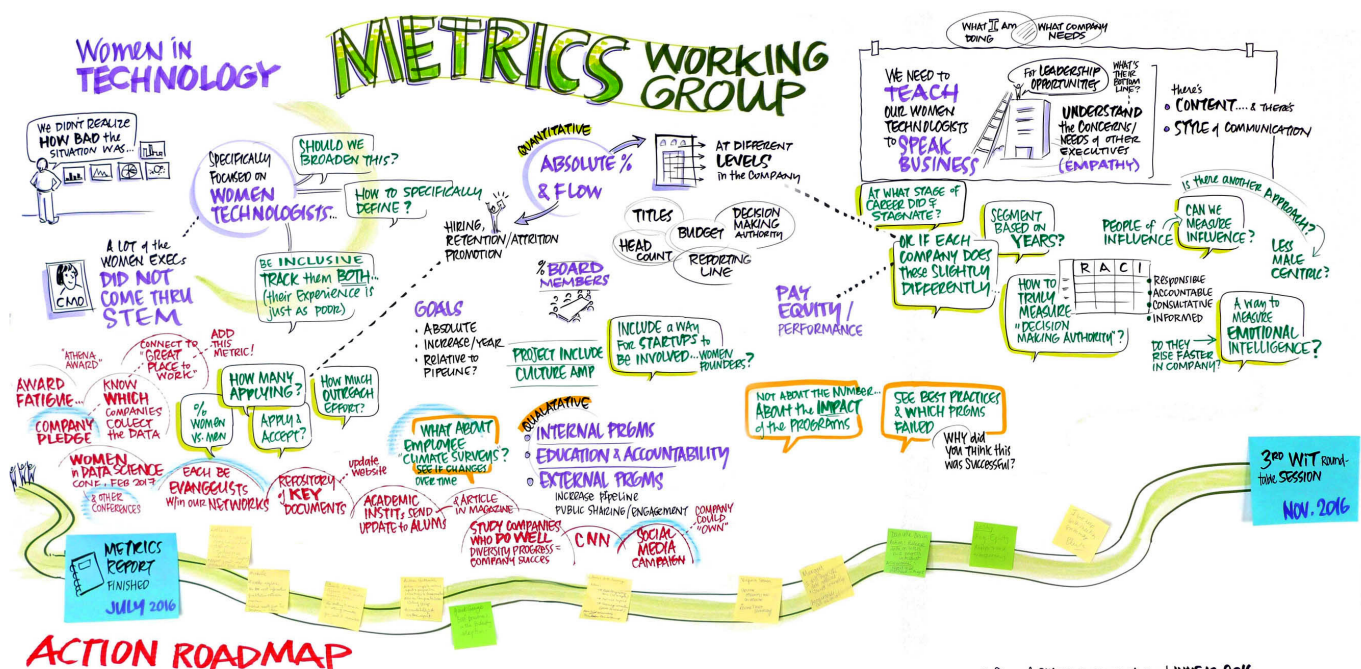 WOMEN IN
TECHNOLOGY
METRICS WORKING
GROUP
WE DIDN'T REALIZE
HOW BAD the
SITUATION WAS...
SPECIFICALLY
FOCUSED ON
WOMEN
TECHNOLOGISTS...
SHOULD WE
BROADEN THIS?
HOW TO SPECIFICALLY
DEFINE?
BE INCLUSIVE
TRACK them BOTH...
(their EXPERIENCE is
just as POOR)
A LOT of the
WOMEN EXECS
DID NOT
COME THRU
STEM
CMO
QUANTITATIVE
ABSOLUTE %
& FLOW
AT DIFFERENT
LEVELS
in the COMPANY
HIRING,
RETENTION/ATTRITION
PROMOTION
TITLES
BUDGET
DECISION
MAKING
AUTHORITY
HEAD
COUNT
REPORTING
LINE
% BOARD
MEMBERS
GOALS
• ABSOLUTE
INCREASE/YEAR
• RELATIVE to
PIPELINE?
PROJECT INCLUDE
CULTURE AMP
INCLUDE A WAY
FOR STARTUPS to
BE INVOLVED...WOMEN
FOUNDERS?
PAY
EQUITY/
PERFORMANCE
WHAT I AM
DOING
WHAT COMPANY
NEEDS
WE NEED to
TEACH
OUR WOMEN
TECHNOLOGISTS
to SPEAK
BUSINESS
FOR LEADERSHIP
OPPORTUNITIES
WHAT'S
THEIR
BOTTOM
LINE?
UNDERSTAND
the CONCERNS/
NEEDS of OTHER
EXECUTIVES
(EMPATHY)
there's
• CONTENT.... & THERE'S
• STYLE of COMMUNICATION
AT WHAT STAGE of
CAREER DID Q
STAGNATE?
SEGMENT
BASED ON
YEARS?
OK IF EACH
COMPANY DOES
these SLIGHTLY
DIFFERENTLY...
PEOPLE of
INFLUENCE
CAN WE
MEASURE
INFLUENCE?
IS there ANOTHER APPROACH?
LESS
MALE
CENTRIC?
HOW TO
TRULY
MEASURE
"DECISION
MAKING AUTHORITY"?
R A C I
• RESPONSIBLE
• ACCOUNTABLE
• CONSULTATIVE
• INFORMED
DO THEY
RISE FASTER
IN COMPANY?
A WAY to
MEASURE
EMOTIONAL
INTELLIGENCE?
"ATHENA
AWARD"
CONNECT TO
"GREAT
PLACE to
WORK"
ADD
THIS
METRIC!
AWARD
FATIGUE...
KNOW
WHICH
COMPANIES
COLLECT
the DATA
COMPANY
PLEDGE
HOW MANY
APPLYING?
HOW MUCH
OUTREACH
EFFORT?
%
WOMEN
VS. MEN
APPLY &
ACCEPT?
WHAT ABOUT
EMPLOYEE
"CLIMATE SURVEYS"?
SEE IF CHANGES
OVER TIME
QUALATATIVE
• INTERNAL PRGMS
• EDUCATION & ACCOUNTABILITY
• EXTERNAL PRGMS
INCREASE PIPELINE
PUBLIC SHARING/ENGAGEMENT
NOT ABOUT THE NUMBER...
ABOUT the IMPACT
of the PROGRAMS
SEE BEST PRACTICES
& WHICH PRGMS
FAILED
WHY did
YOU THINK this
WAS SUCCESSFUL?
WOMEN
in DATA SCIENCE
CONF., FEB 2017
& OTHER
CONFERENCES
EACH BE
EVANGELISTS
w/in OUR NETWORKS
REPOSITORY
of KEY
DOCUMENTS
update
WEBSITE
ACADEMIC
INSTITS, SEND
UPDATE to ALUMS
& ARTICLE
IN MAGAZINE
STUDY COMPANIES
WHO DO WELL
DIVERSITY PROGRESS =
COMPANY SUCCES
CNN
SOCIAL
MEDIA
CAMPAIGN
COMPANY
COULD
"OWN"
METRICS
REPORT
FINISHED
JULY 2016
3RD WiT round-
table SESSION
NOV. 2016
ACTION ROADMAP